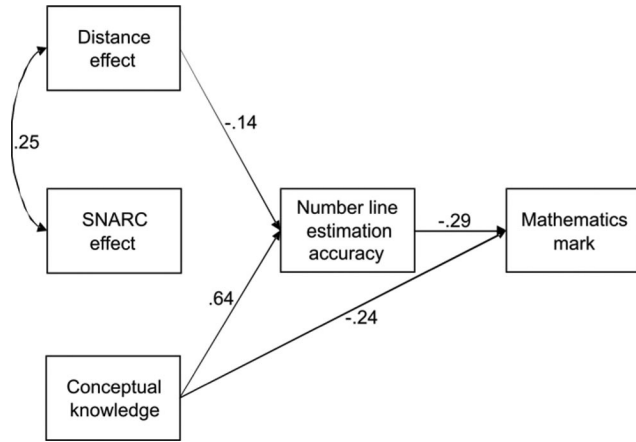 Distance
effect
-.14
.25
SNARC
effect
Number line
estimation
accuracy
-.29
Mathematics
mark
.64
-.24
Conceptual
knowledge